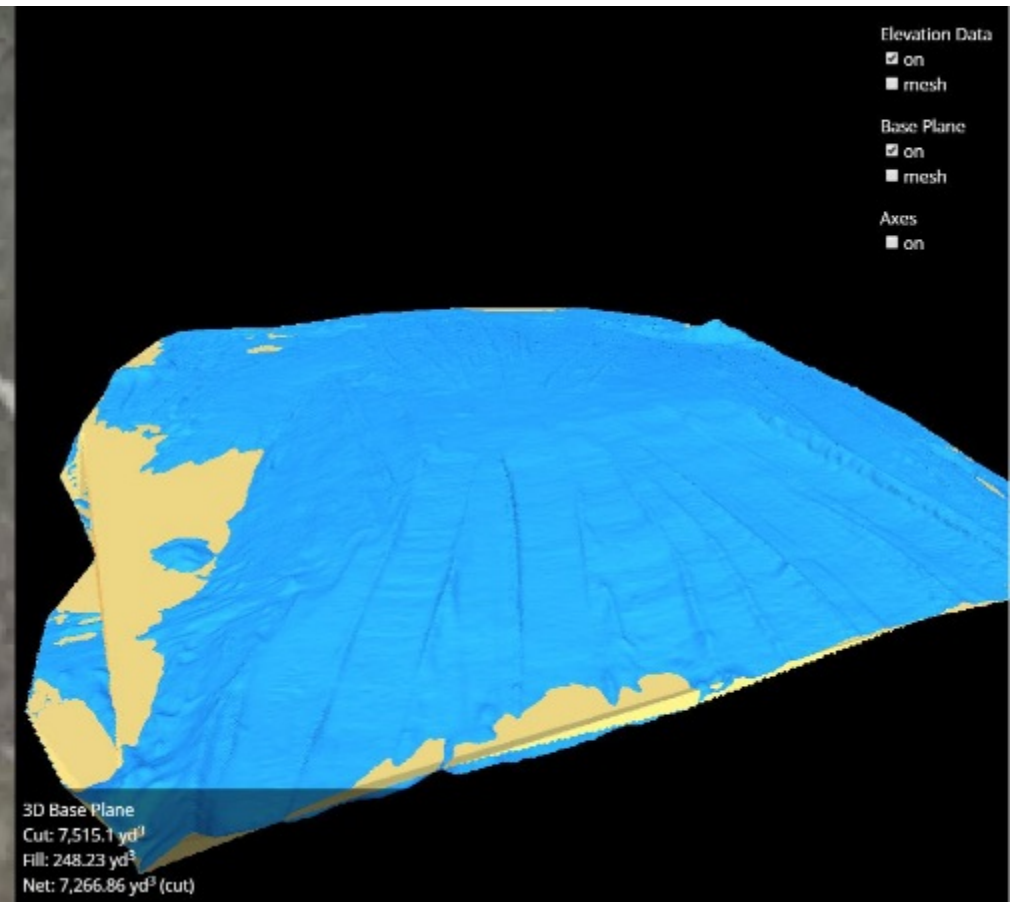 Elevation Data
on
mesh
Base Plane
on
mesh
Axes
on
3D Base Plane
Cut: 7,515.1 yd³
Fill: 248.23 yd³
Net: 7,266.86 yd³ (cut)